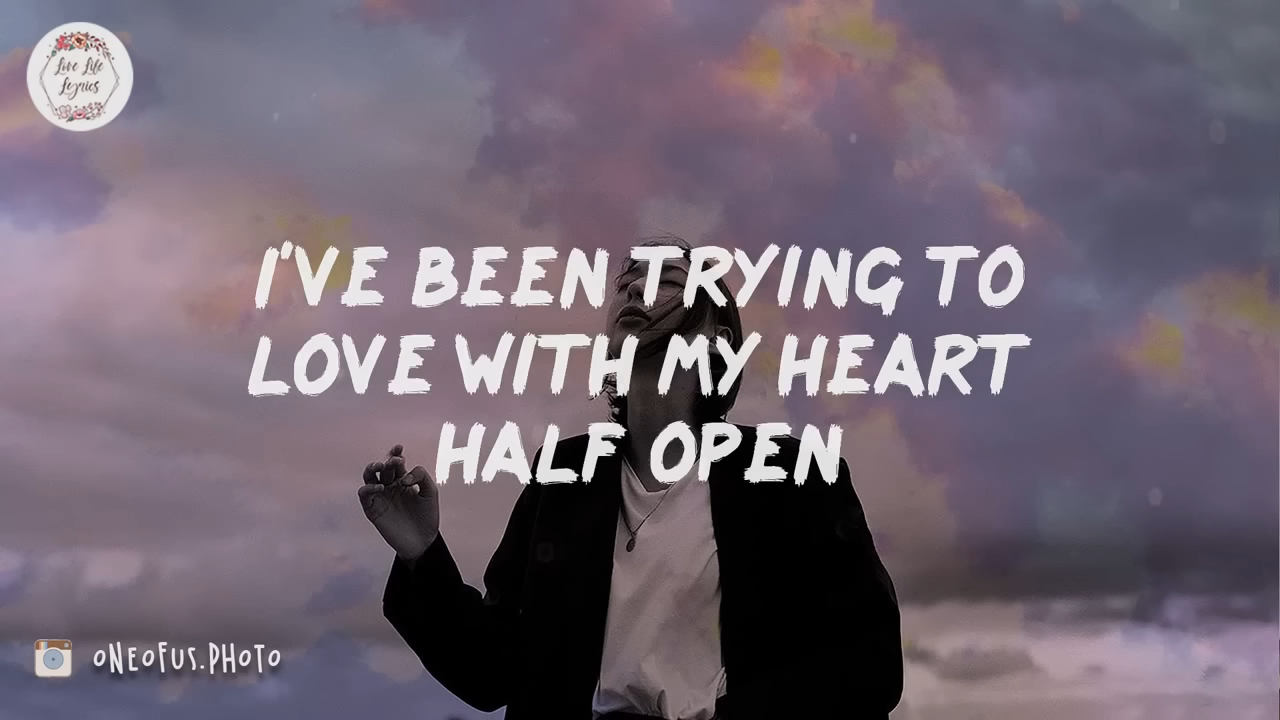 Love Life
Lyrics
I'VE BEEN TRYING TO
LOVE WITH MY HEART
HALF OPEN
oNEoFUS.PHOTO